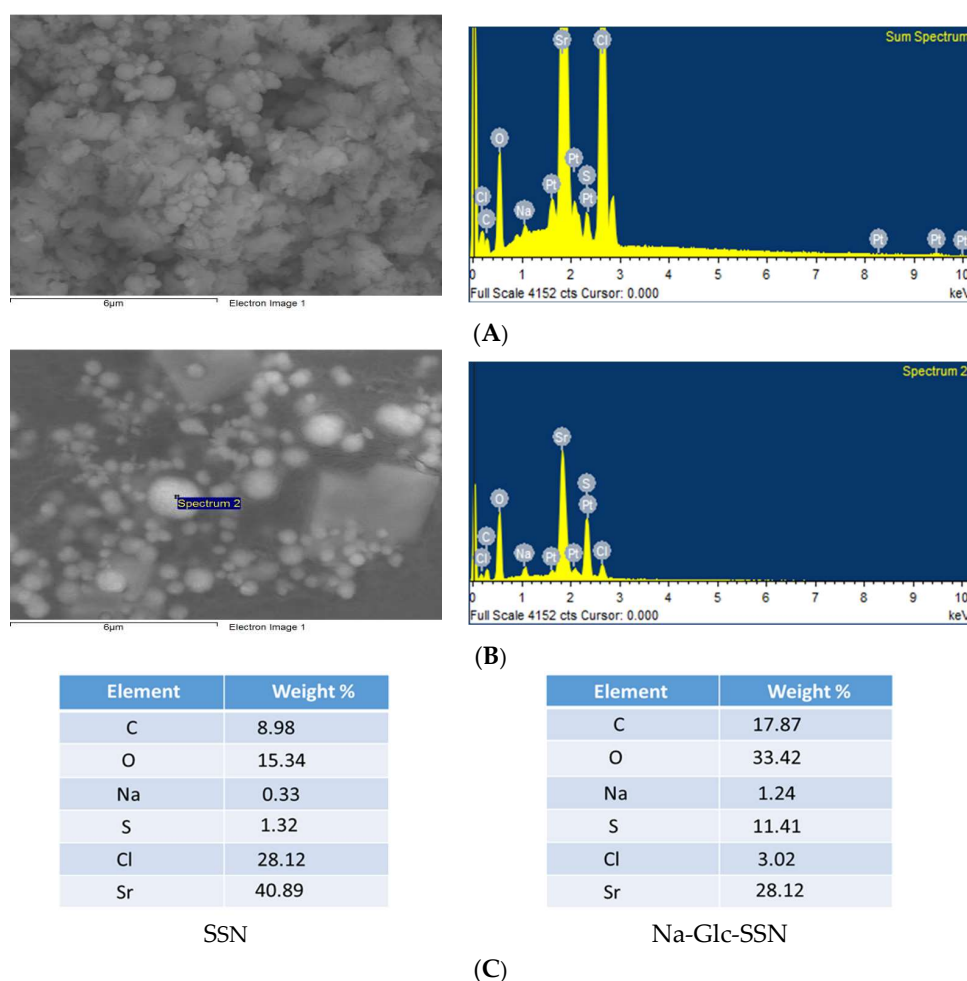 Sum Spectrum
Sr
Cl
O
Pt
S
Cl
Pt
Pt
Na
C
Pt
Pt
Pt
0 1 2 3 4 5 6 7 8 9 10
6µm Electron Image 1
Full Scale 4152 cts Cursor: 0.000 keV
(A)
Spectrum 2
Sr
S
O
Pt
C
Cl
Na
Pt
Pt
Cl
Spectrum 2
0 1 2 3 4 5 6 7 8 9 10
6µm Electron Image 1
Full Scale 4152 cts Cursor: 0.000 keV
(B)
Element Weight %
C 8.98
O 15.34
Na 0.33
S 1.32
Cl 28.12
Sr 40.89
SSN
Element Weight %
C 17.87
O 33.42
Na 1.24
S 11.41
Cl 3.02
Sr 28.12
Na-Glc-SSN
(C)